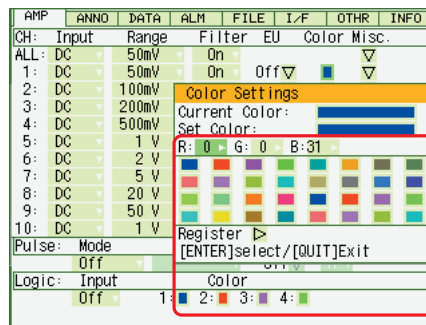 AMP ANNO DATA ALM FILE I/F OTHR INFO
CH: Input Range Filter EU Color Misc.
ALL: DC 50mV On
1: DC 50mV On Off
2: DC 100mV
3: DC 200mV
4: DC 500mV
5: DC 1 V
6: DC 2 V
7: DC 5 V
8: DC 20 V
9: DC 50 V
10: DC 1 V
Color Settings
Current Color:
Set Color:
R: 0 G: 0 B:31
Register
[ENTER]select/[QUIT]Exit
Pulse: Mode
Off
Logic: Input Color
Off 1: 2: 3: 4: